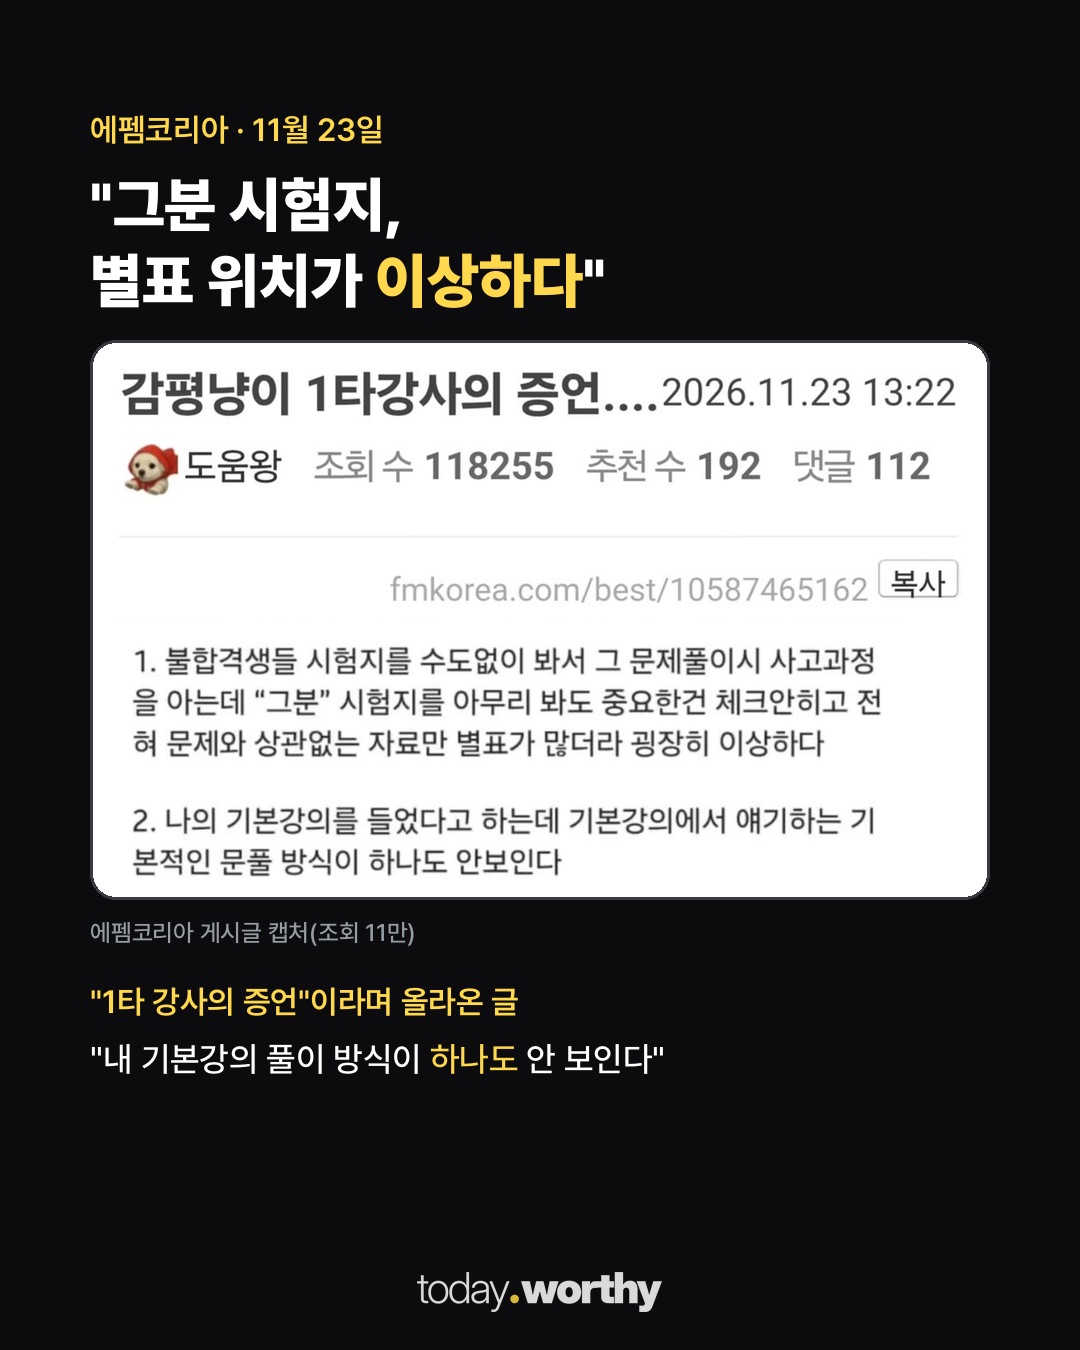 에펨코리아 · 11월 23일
"그분 시험지,
별표 위치가 이상하다"
감평냥이 1타강사의 증언.... 2026.11.23 13:22
도움왕 조회 수 118255 추천 수 192 댓글 112
fmkorea.com/best/10587465162 복사
1. 불합격생들 시험지를 수도없이 봐서 그 문제풀이시 사고과정
을 아는데 “그분” 시험지를 아무리 봐도 중요한건 체크안히고 전
혀 문제와 상관없는 자료만 별표가 많더라 굉장히 이상하다
2. 나의 기본강의를 들었다고 하는데 기본강의에서 얘기하는 기
본적인 문풀 방식이 하나도 안보인다
에펨코리아 게시글 캡처(조회 11만)
"1타 강사의 증언"이라며 올라온 글
"내 기본강의 풀이 방식이 하나도 안 보인다"
today.worthy